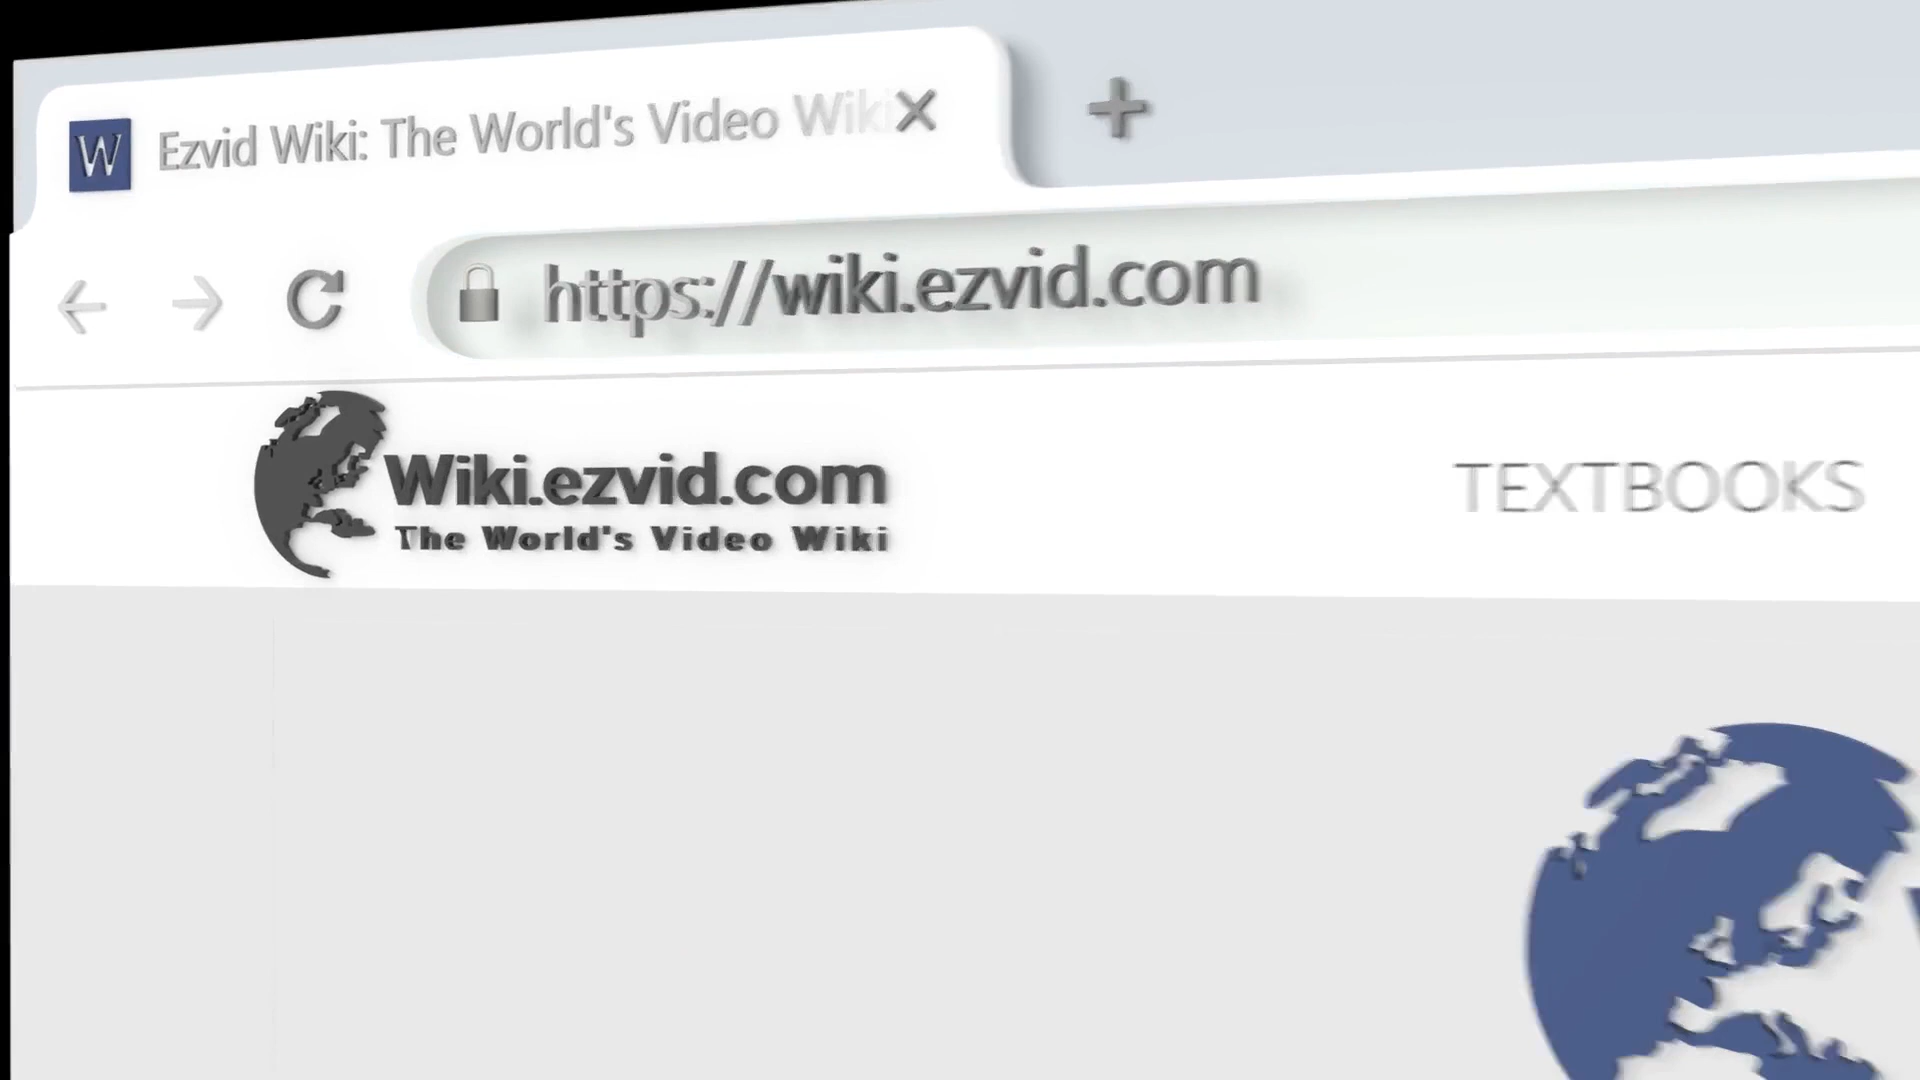 W Ezvid Wiki: The World's Video Wiki
https://wiki.ezvid.com
Wiki.ezvid.com
The World's Video Wiki
TEXTBOOKS